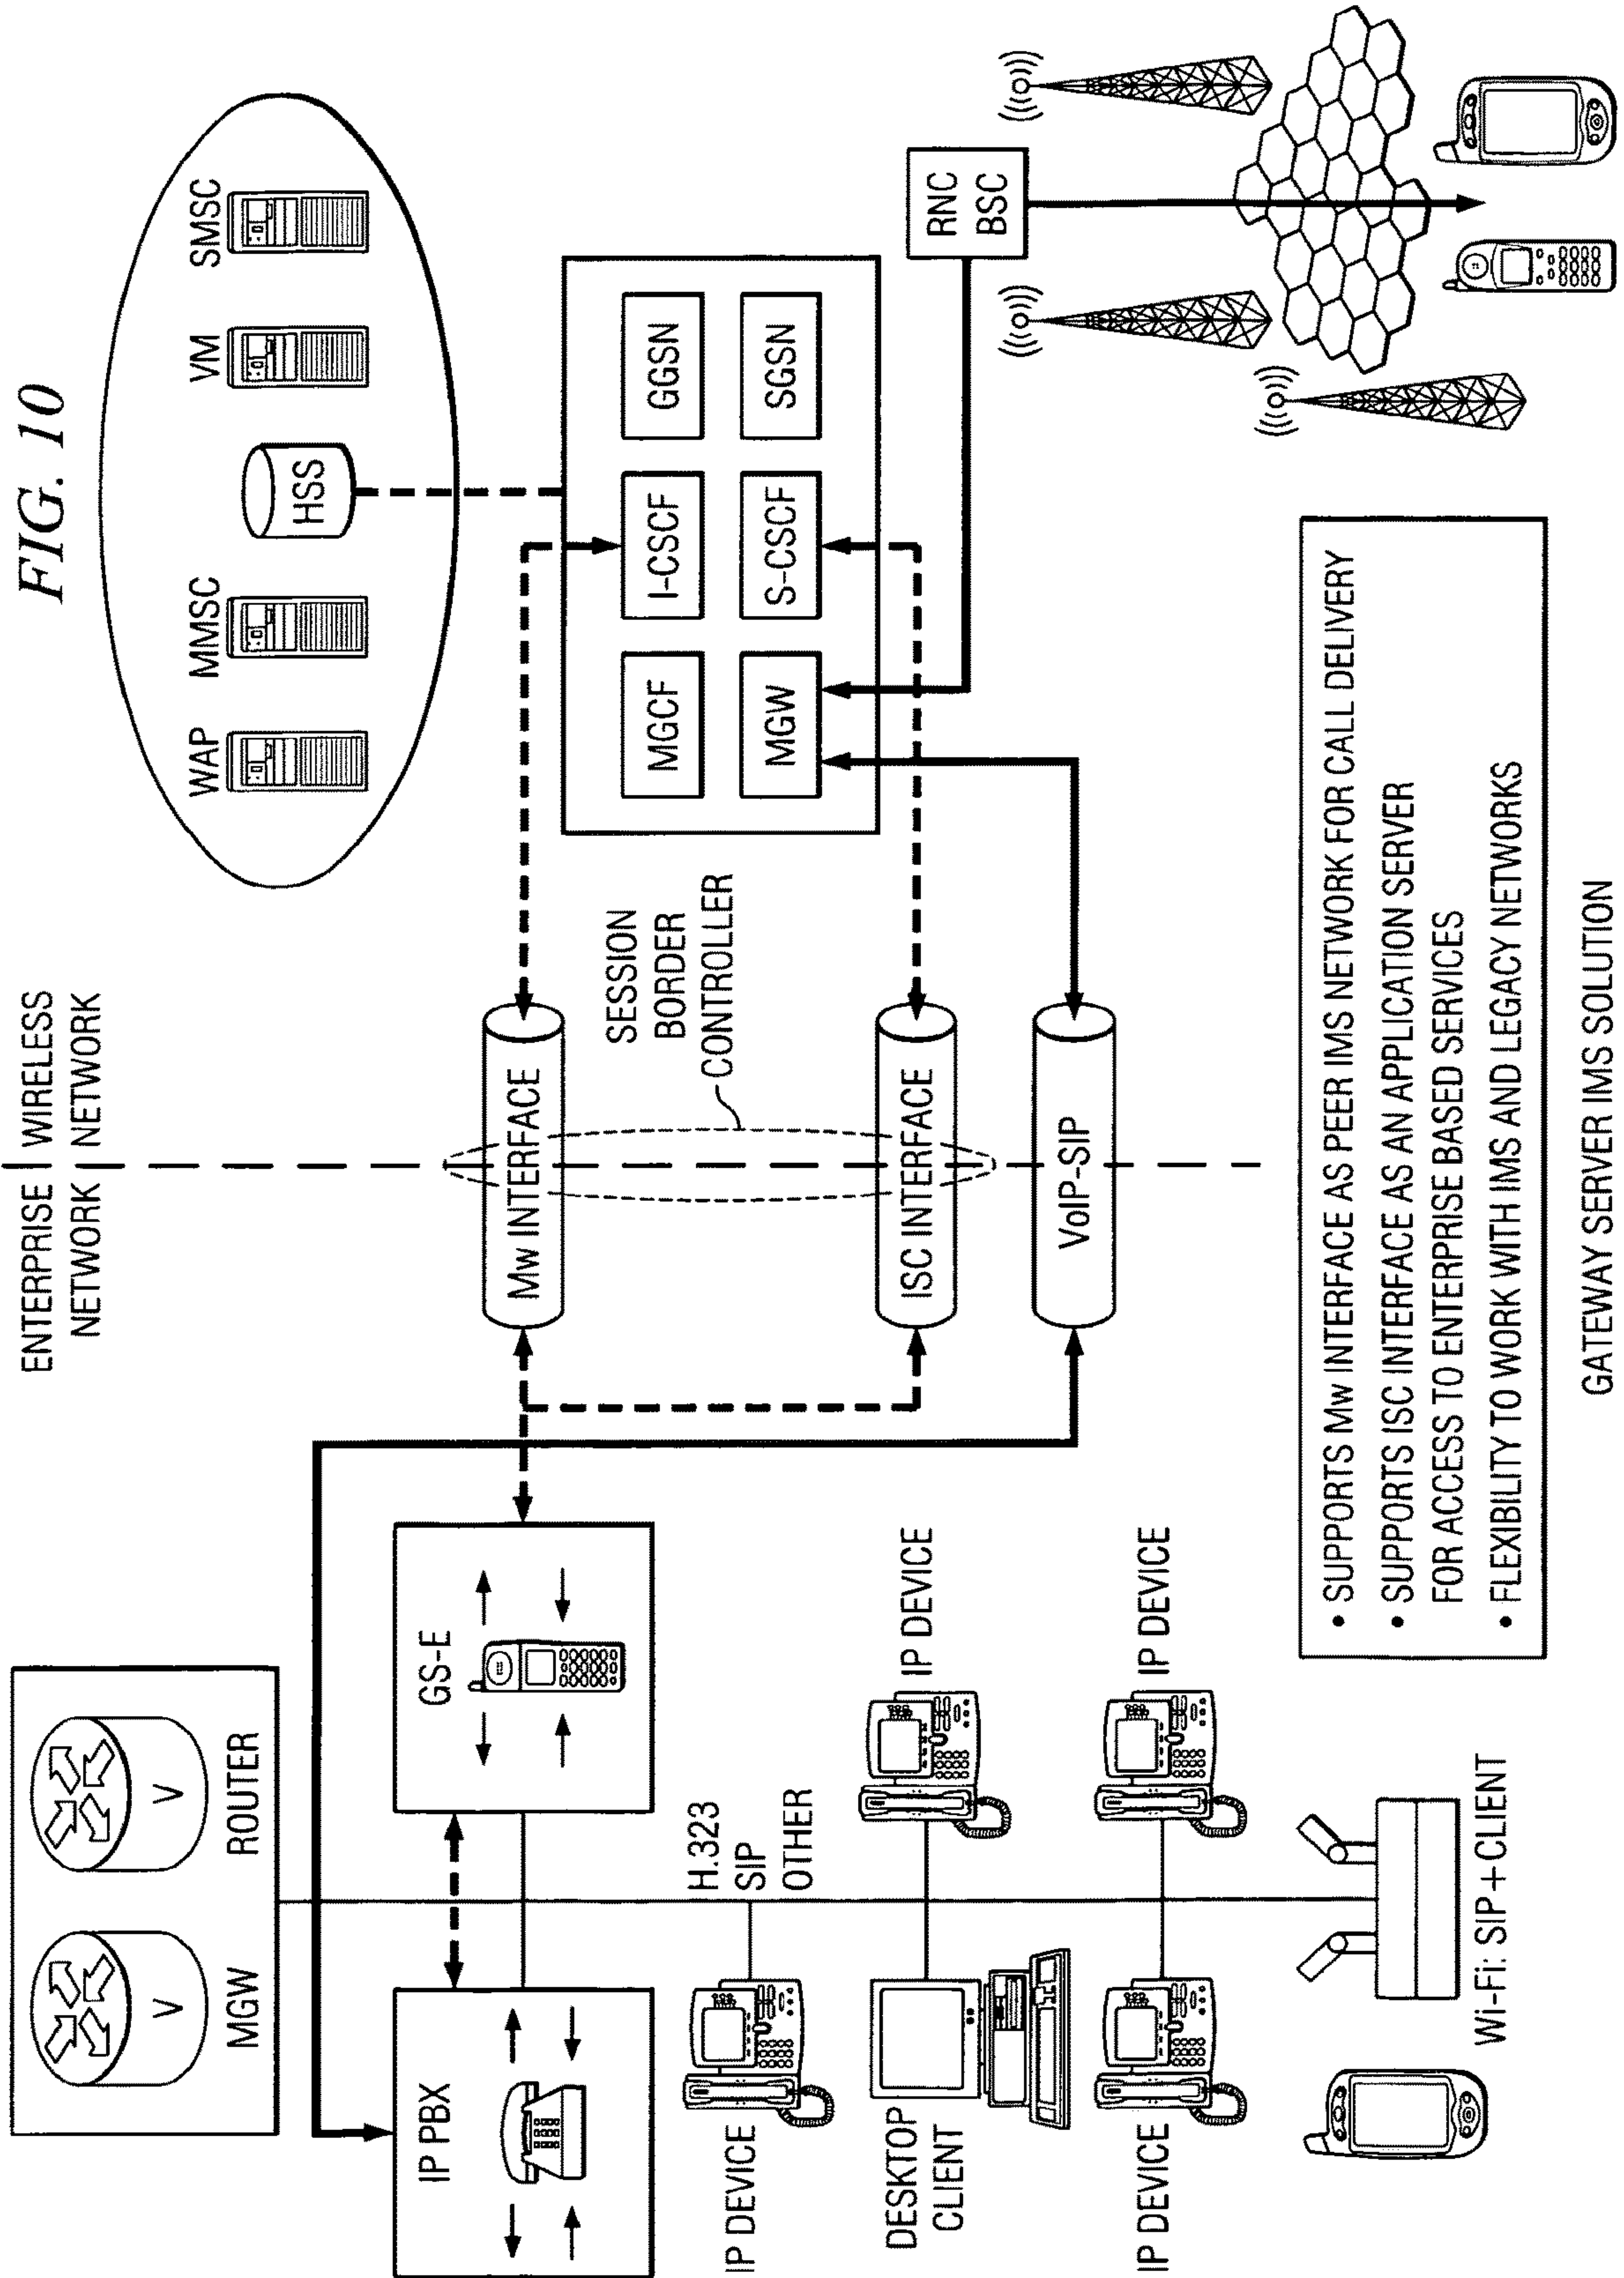 FIG. 10
ENTERPRISE
NETWORK
WIRELESS
NETWORK
MGW
ROUTER
V
V
IP PBX
GS-E
H.323
SIP
OTHER
IP DEVICE
DESKTOP
CLIENT
IP DEVICE
IP DEVICE
IP DEVICE
Wi-Fi: SIP+CLIENT
Mw INTERFACE
SESSION
BORDER
CONTROLLER
ISC INTERFACE
VoIP-SIP
WAP
MMSC
HSS
VM
SMSC
MGCF
I-CSCF
GGSN
MGW
S-CSCF
SGSN
RNC
BSC
• SUPPORTS Mw INTERFACE AS PEER IMS NETWORK FOR CALL DELIVERY
• SUPPORTS ISC INTERFACE AS AN APPLICATION SERVER
FOR ACCESS TO ENTERPRISE BASED SERVICES
• FLEXIBILITY TO WORK WITH IMS AND LEGACY NETWORKS
GATEWAY SERVER IMS SOLUTION